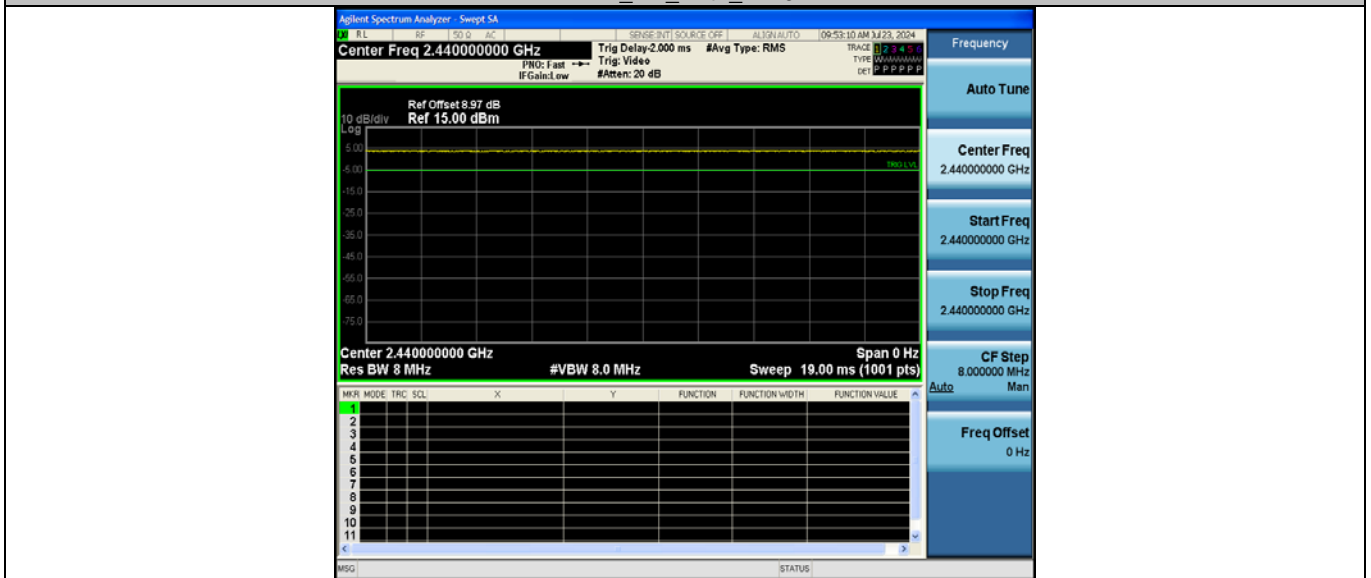 Agilent Spectrum Analyzer - Swept SA
RL RF 50 Ω AC SENSE:INT SOURCE OFF ALIGN AUTO 09:53:10 AM Jul 23, 2024
Center Freq 2.440000000 GHz
Trig Delay-2.000 ms #Avg Type: RMS
TRACE 1 2 3 4 5 6
PNO: Fast
Trig: Video
TYPE WWWWWW
IFGain:Low
#Atten: 20 dB
DET P P P P P P
Ref Offset 8.97 dB
10 dB/div Ref 15.00 dBm
Log
5.00
TRIG LVL
-5.00
-15.0
-25.0
-35.0
-45.0
-55.0
-65.0
-75.0
Center 2.440000000 GHz Span 0 Hz
Res BW 8 MHz #VBW 8.0 MHz Sweep 19.00 ms (1001 pts)
MKR MODE TRC SCL X Y FUNCTION FUNCTION WIDTH FUNCTION VALUE
1
2
3
4
5
6
7
8
9
10
11
MSG STATUS
Frequency
Auto Tune
Center Freq
2.440000000 GHz
Start Freq
2.440000000 GHz
Stop Freq
2.440000000 GHz
CF Step
8.000000 MHz
Auto Man
Freq Offset
0 Hz